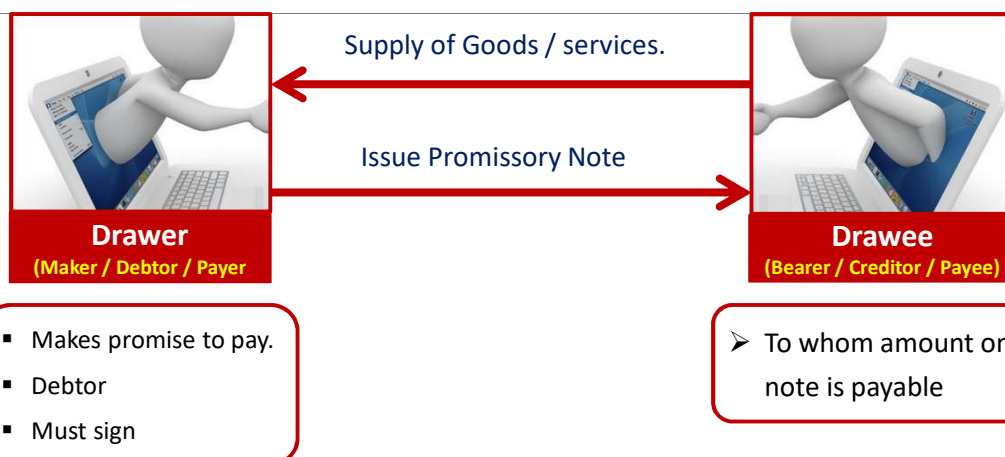 Supply of Goods / services.
Issue Promissory Note
Drawer
(Maker / Debtor / Payer
Drawee
(Bearer / Creditor / Payee)
▪ Makes promise to pay.
▪ Debtor
▪ Must sign
➢ To whom amount on
note is payable